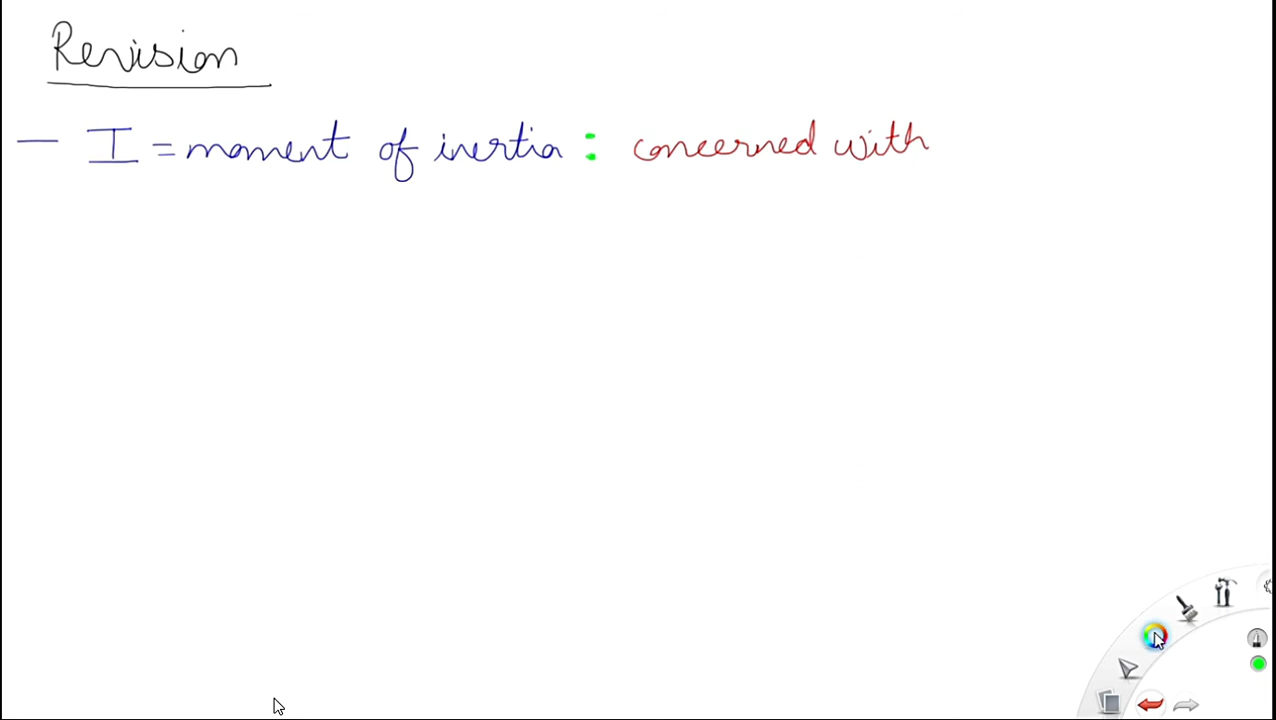 Revision
— I = moment of inertia : concerned with